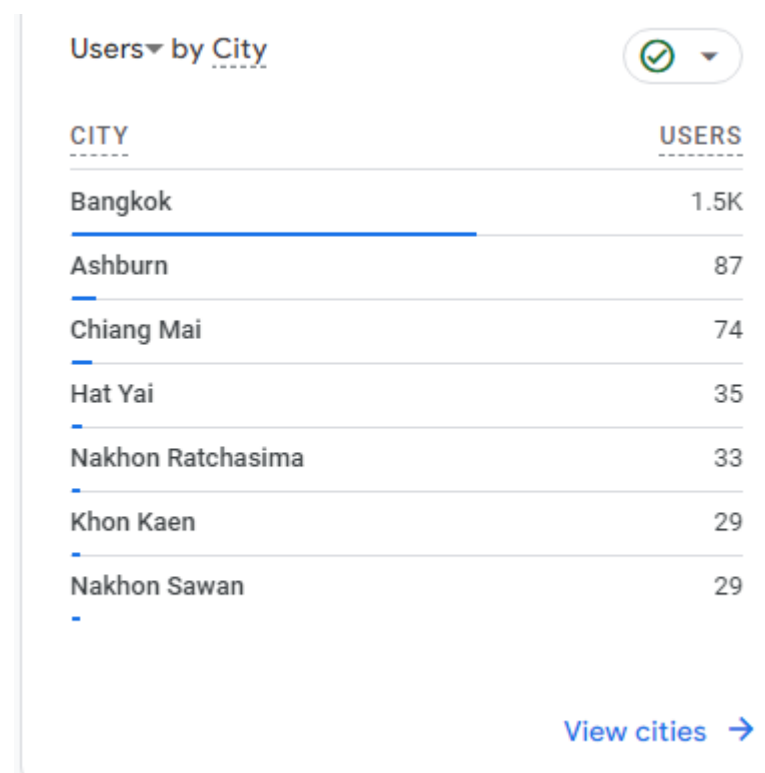 Users by City
CITY USERS
Bangkok 1.5K
Ashburn 87
Chiang Mai 74
Hat Yai 35
Nakhon Ratchasima 33
Khon Kaen 29
Nakhon Sawan 29
View cities